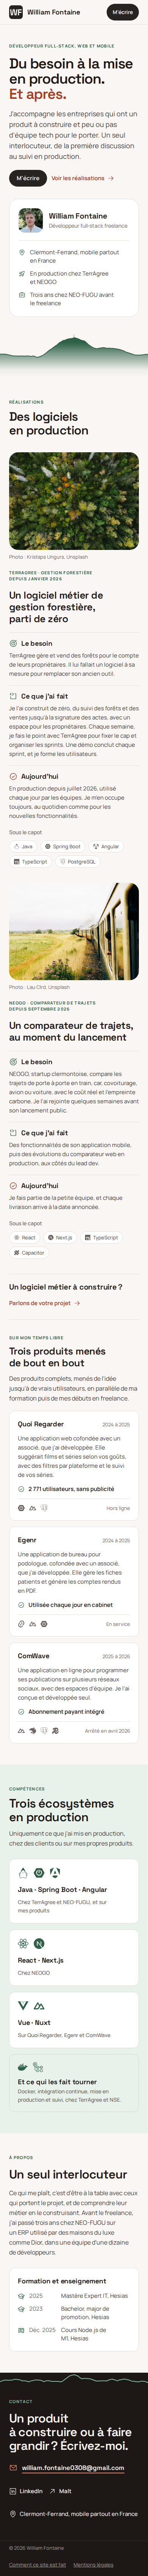 WF William Fontaine
M'écrire
DÉVELOPPEUR FULL-STACK, WEB ET MOBILE
Du besoin à la mise
en production.
Et après.
J'accompagne les entreprises qui ont un
produit à construire et peu ou pas
d'équipe tech pour le porter. Un seul
interlocuteur, de la première discussion
au suivi en production.
M'écrire
Voir les réalisations →
William Fontaine
Développeur full-stack freelance
Clermont-Ferrand, mobile partout
en France
En production chez TerrAgree
et NEOGO
Trois ans chez NEO-FUGU avant
le freelance
RÉALISATIONS
Des logiciels
en production
Photo : Kristaps Ungurs, Unsplash
TERRAGREE · GESTION FORESTIÈRE
DEPUIS JANVIER 2026
Un logiciel métier de
gestion forestière,
parti de zéro
Le besoin
TerrAgree gère et vend des forêts pour le compte
de leurs propriétaires. Il lui fallait un logiciel à sa
mesure pour remplacer son ancien outil.
Ce que j'ai fait
Je l'ai construit de zéro, du suivi des forêts et des
ventes jusqu'à la signature des actes, avec un
espace pour chaque client. Chaque semaine,
je fais le point avec TerrAgree pour fixer le cap et
organiser les sprints. Une démo conclut chaque
sprint, et je forme les utilisateurs.
Aujourd'hui
En production depuis juillet 2026, utilisé
chaque jour par les équipes. Je m'en occupe
toujours, au quotidien comme pour les
nouvelles fonctionnalités.
Sous le capot
Java
Spring Boot
Angular
TypeScript
PostgreSQL
Photo : Lau Clrd, Unsplash
NEOGO · COMPARATEUR DE TRAJETS
DEPUIS SEPTEMBRE 2025
Un comparateur de trajets,
au moment du lancement
Le besoin
NEOGO, startup clermontoise, compare les
trajets de porte à porte en train, car, covoiturage,
avion ou voiture, avec leur prix et leur coût
carbone. Je l'ai rejointe quelques semaines avant
son lancement public.
Ce que j'ai fait
Des fonctionnalités de son application mobile,
puis des évolutions du comparateur web en
production, aux côtés du lead dev.
Aujourd'hui
Je fais partie de la petite équipe, et chaque
livraison arrive à la date annoncée.
Sous le capot
React
Next.js
TypeScript
Capacitor
Un logiciel métier à construire ?
Parlons de votre projet →
SUR MON TEMPS LIBRE
Trois produits menés
de bout en bout
Des produits complets, menés de l'idée
jusqu'à de vrais utilisateurs, en parallèle de ma
formation puis de mes débuts en freelance.
Quoi Regarder
2024 à 2025
Une application web cofondée avec un
associé, que j'ai développée. Elle
suggérait films et séries selon vos goûts,
avec des filtres par plateforme et le suivi
de vos séries.
2 771 utilisateurs, sans publicité
Hors ligne
Egenr
2024 à 2025
Une application de bureau pour
podologue, cofondée avec un associé,
que j'ai développée. Elle gère les fiches
patients et génère les comptes rendus
en PDF.
Utilisée chaque jour en cabinet
En service
ComWave
2025 à 2026
Une application en ligne pour programmer
ses publications sur plusieurs réseaux
sociaux, avec des espaces d'équipe. Je l'ai
conçue et développée seul.
Abonnement payant intégré
Arrêté en avril 2026
COMPÉTENCES
Trois écosystèmes
en production
Uniquement ce que j'ai mis en production,
chez des clients ou sur mes propres produits.
Java · Spring Boot · Angular
Chez TerrAgree et NEO-FUGU, et sur
mes produits
React · Next.js
Chez NEOGO
Vue · Nuxt
Sur Quoi Regarder, Egenr et ComWave
Et ce qui les fait tourner
Docker, intégration continue, mise en
production et suivi, chez TerrAgree et NSE.
À PROPOS
Un seul interlocuteur
Ce qui me plaît, c'est d'être à la table avec ceux
qui portent le projet, et de comprendre leur
métier en le construisant. Avant le freelance,
j'ai passé trois ans chez NEO-FUGU sur
un ERP utilisé par des maisons du luxe
comme Dior, dans une équipe d'une dizaine
de développeurs.
Formation et enseignement
2025
Mastère Expert IT, Hesias
2023
Bachelor, major de
promotion, Hesias
Déc. 2025
Cours Node.js de
M1, Hesias
CONTACT
Un produit
à construire ou à faire
grandir ? Écrivez-moi.
william.fontaine0308@gmail.com
LinkedIn
Malt
Clermont-Ferrand, mobile partout en France
© 2026 William Fontaine
Comment ce site est fait
Mentions légales